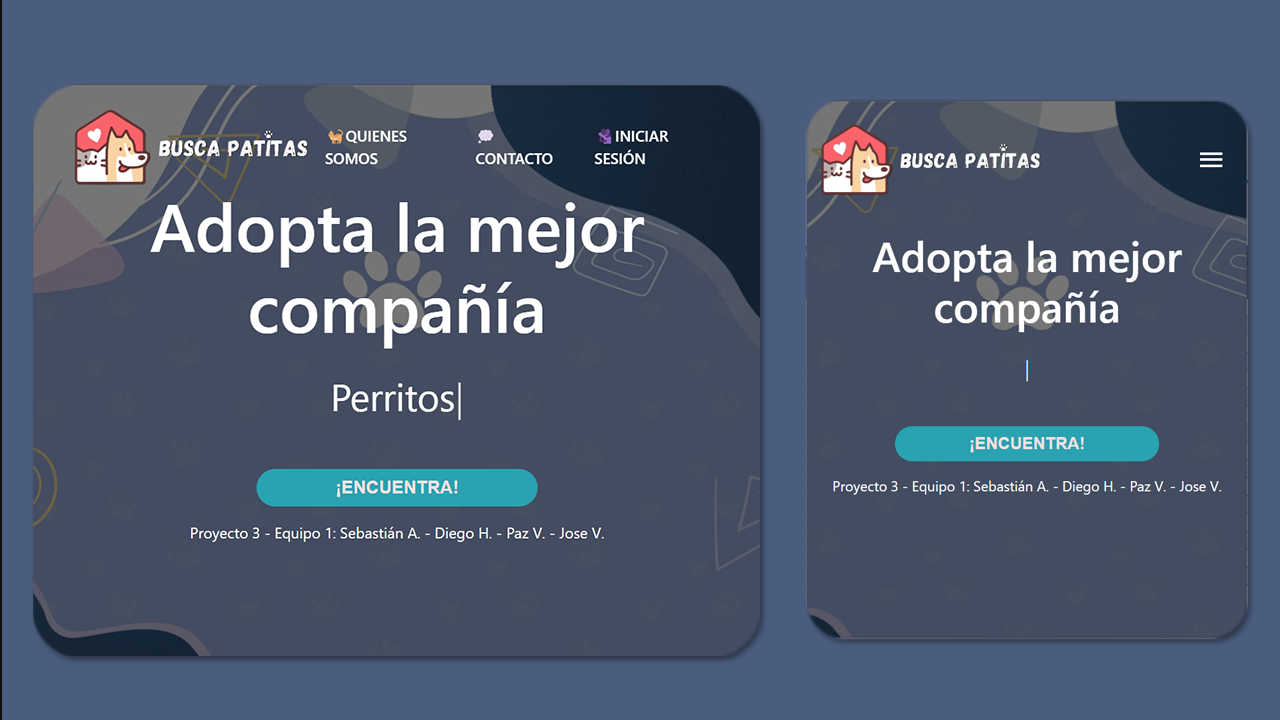 BUSCA PATITAS
QUIENES
SOMOS
CONTACTO
INICIAR
SESIÓN
Adopta la mejor
compañía
Perritos|
¡ENCUENTRA!
Proyecto 3 - Equipo 1: Sebastián A. - Diego H. - Paz V. - Jose V.
BUSCA PATITAS
Adopta la mejor
compañía
|
¡ENCUENTRA!
Proyecto 3 - Equipo 1: Sebastián A. - Diego H. - Paz V. - Jose V.